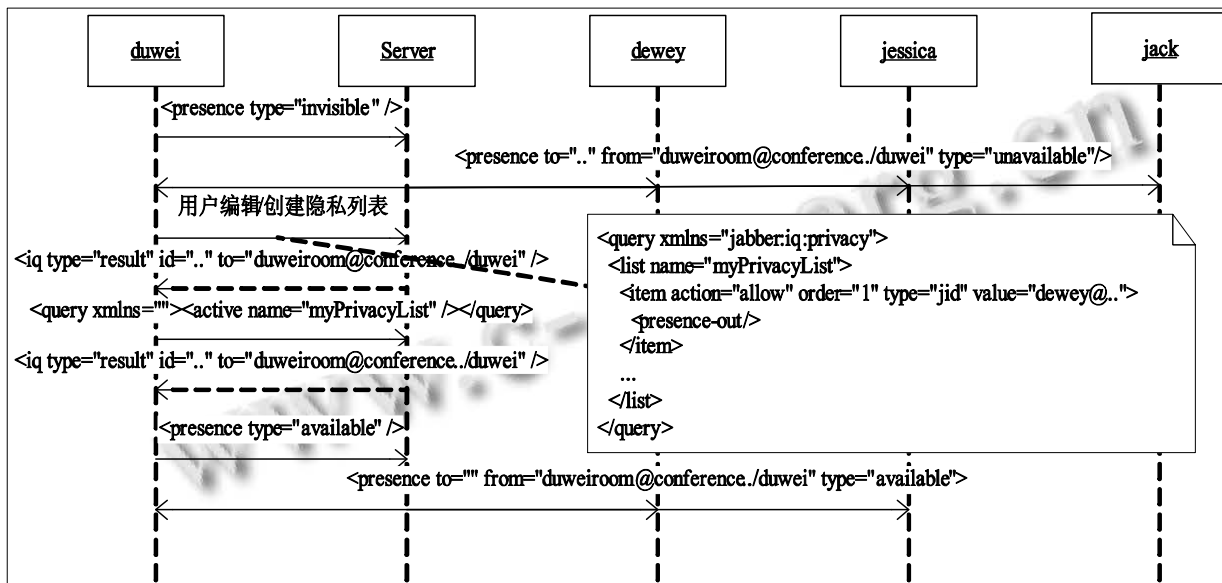 duwei
Server
dewey
jessica
jack
<presence type="invisible" />
<presence to=".." from="duweiroom@conference../duwei" type="unavailable"/>
用户编辑/创建隐私列表
<iq type="result" id=".." to="duweiroom@conference../duwei" />
<query xmlns=""><active name="myPrivacyList" /></query>
<iq type="result" id=".." to="duweiroom@conference../duwei" />
<presence type="available" />
<presence to="" from="duweiroom@conference../duwei" type="available">
<query xmlns="jabber:iq:privacy">
<list name="myPrivacyList">
<item action="allow" order="1" type="jid" value="dewey@..">
<presence-out/>
</item>
...
</list>
</query>